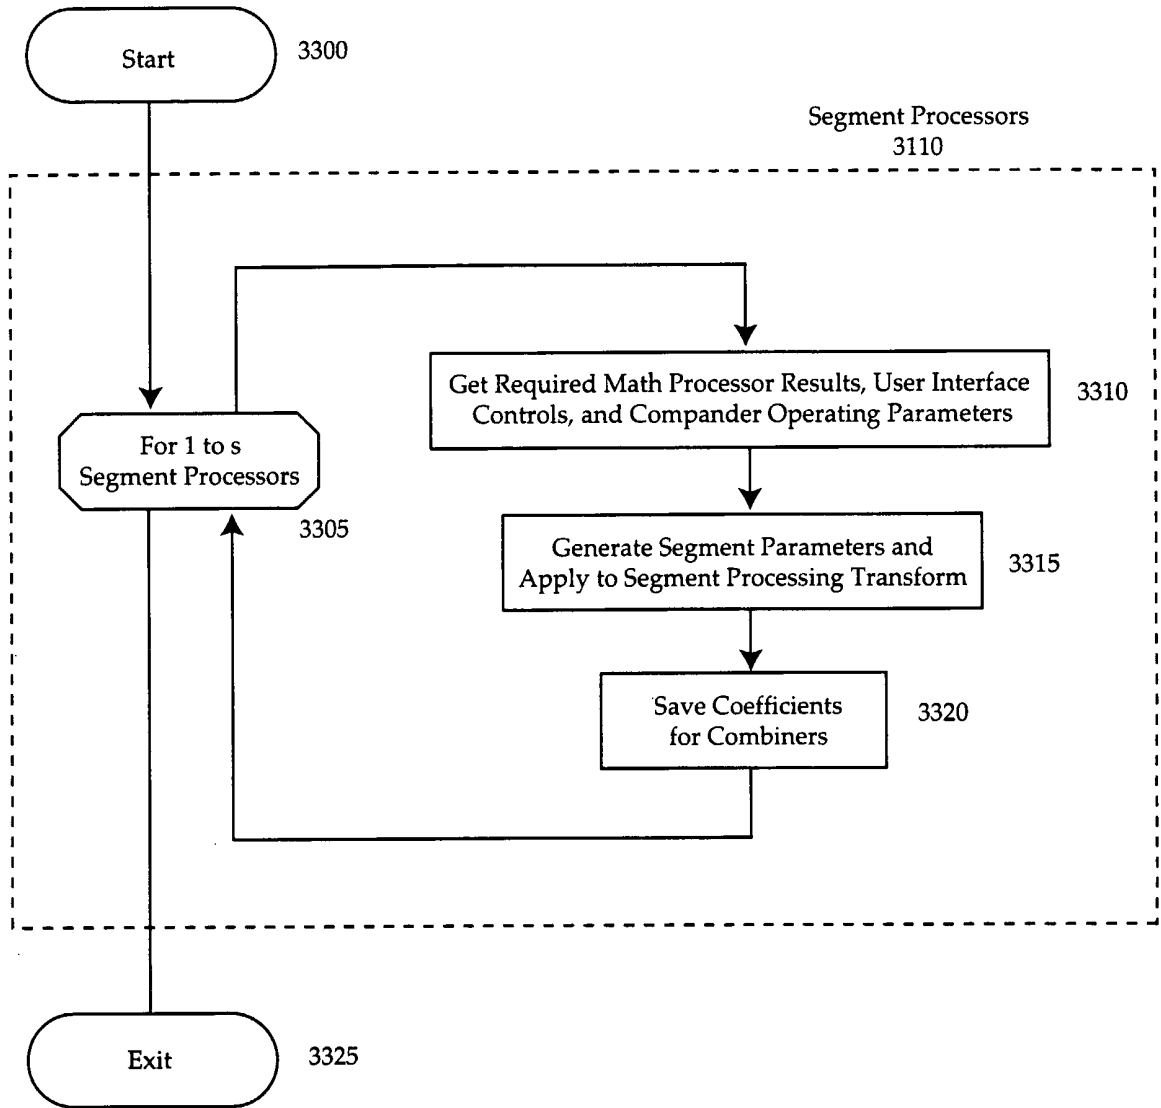 Start
3300
Segment Processors
3110
Get Required Math Processor Results, User Interface
Controls, and Compander Operating Parameters
3310
For 1 to s
Segment Processors
3305
Generate Segment Parameters and
Apply to Segment Processing Transform
3315
Save Coefficients
for Combiners
3320
Exit
3325